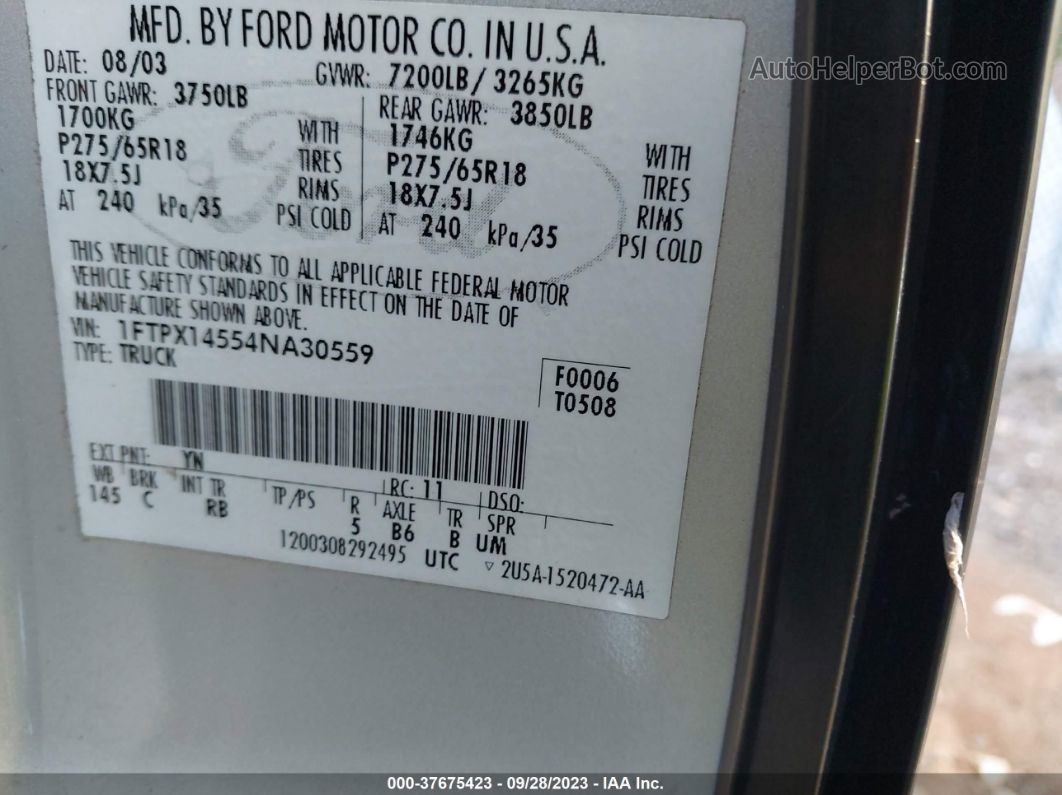 MFD. BY FORD MOTOR CO. IN U.S.A.
DATE: 08/03 GVWR: 7200LB/ 3265KG
FRONT GAWR: 3750LB REAR GAWR: 3850LB
1700KG WITH 1746KG WITH
P275/65R18 TIRES P275/65R18 TIRES
18X7.5J RIMS 18X7.5J RIMS
AT 240 kPa/35 PSI COLD AT 240 kPa/35 PSI COLD
THIS VEHICLE CONFORMS TO ALL APPLICABLE FEDERAL MOTOR
VEHICLE SAFETY STANDARDS IN EFFECT ON THE DATE OF
MANUFACTURE SHOWN ABOVE.
VIN: 1FTPX14554NA30559
TYPE: TRUCK
F0006
T0508
EXT PNT: YN RC: 11 DSO:
WB BRK INT TR TP/PS R AXLE TR SPR
145 C RB 5 B6 B UM
1200308292495 UTC ▽ 2U5A-1520472-AA
Ford
AutoHelperBot.com
000-37675423 - 09/28/2023 - IAA Inc.